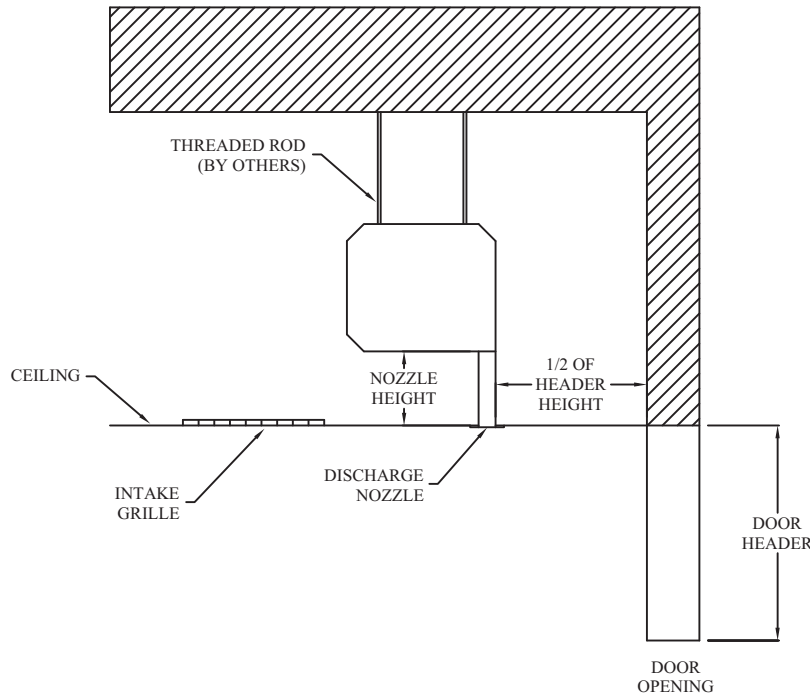 THREADED ROD
(BY OTHERS)
CEILING
NOZZLE
HEIGHT
1/2 OF
HEADER
HEIGHT
INTAKE
GRILLE
DISCHARGE
NOZZLE
DOOR
HEADER
DOOR
OPENING